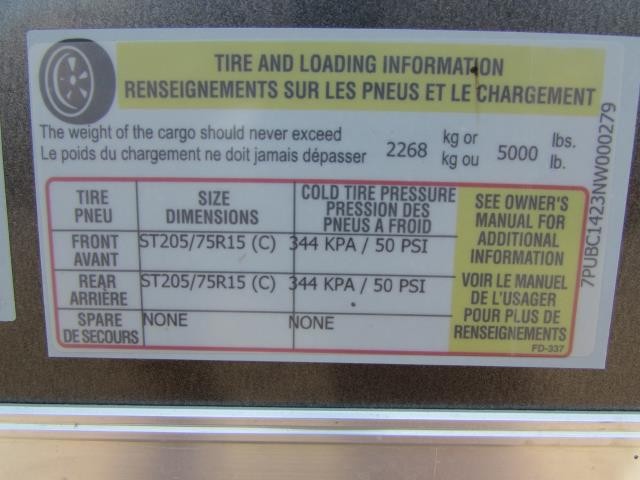 TIRE AND LOADING INFORMATION
RENSEIGNEMENTS SUR LES PNEUS ET LE CHARGEMENT
The weight of the cargo should never exceed
Le poids du chargement ne doit jamais dépasser
2268
kg or
kg ou
5000
lbs.
lb.
TIRE
PNEU
SIZE
DIMENSIONS
COLD TIRE PRESSURE
PRESSION DES
PNEUS A FROID
FRONT
AVANT
ST205/75R15 (C)
344 KPA / 50 PSI
REAR
ARRIÈRE
ST205/75R15 (C)
344 KPA / 50 PSI
SPARE
DE SECOURS
NONE
NONE
SEE OWNER'S
MANUAL FOR
ADDITIONAL
INFORMATION
VOIR LE MANUEL
DE L'USAGER
POUR PLUS DE
RENSEIGNEMENTS
FD-337
7PUBC1423NW000279